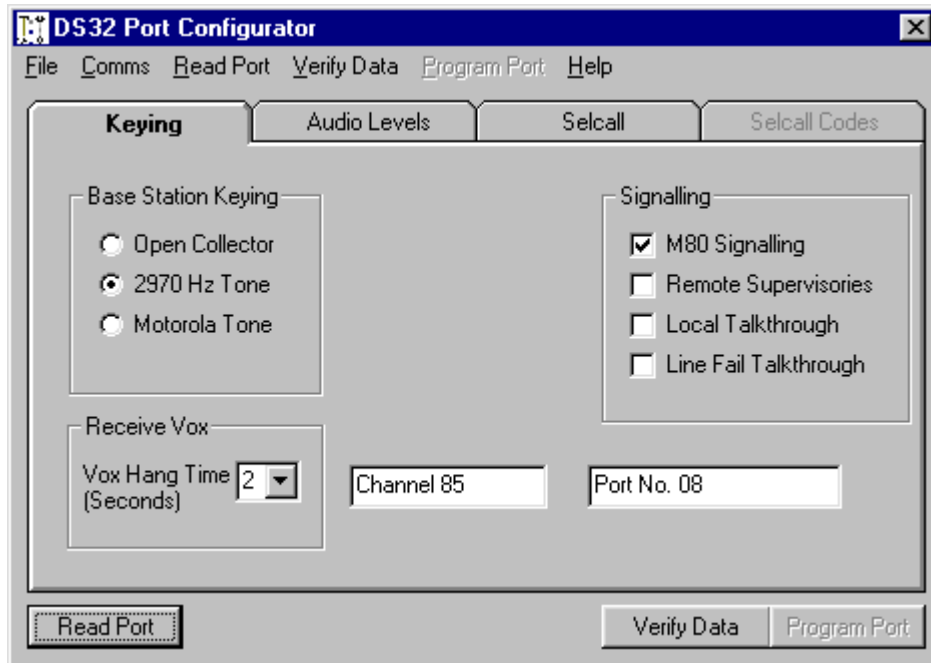 DS32 Port Configurator
File Comms Read Port Verify Data Program Port Help
Keying Audio Levels Selcall Selcall Codes
Base Station Keying
Open Collector
2970 Hz Tone
Motorola Tone
Signalling
M80 Signalling
Remote Supervisories
Local Talkthrough
Line Fail Talkthrough
Receive Vox
Vox Hang Time
(Seconds)
2
Channel 85
Port No. 08
Read Port
Verify Data
Program Port